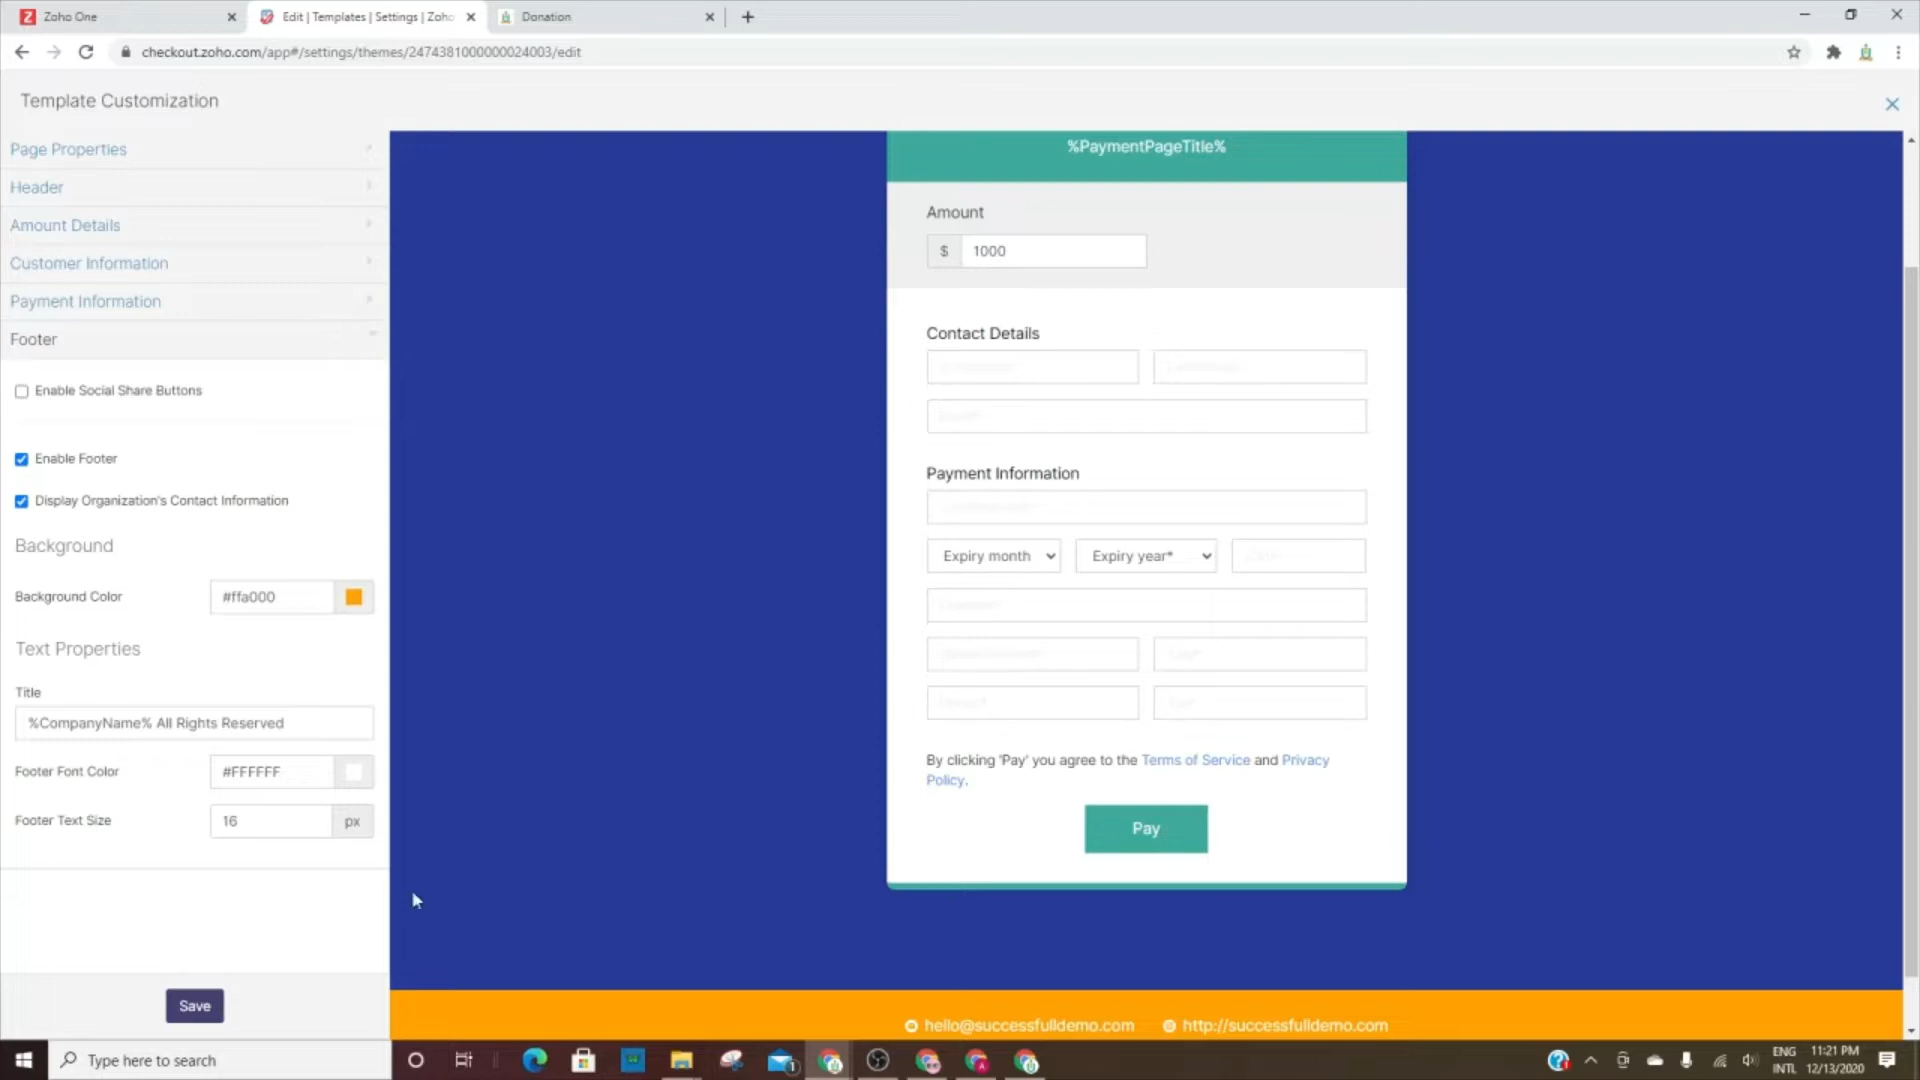 Zoho One
Edit | Templates | Settings | Zoho
Donation
checkout.zoho.com/app#/settings/themes/2474381000000024003/edit
Template Customization
Page Properties
Header
Amount Details
Customer Information
Payment Information
Footer
Enable Social Share Buttons
Enable Footer
Display Organization's Contact Information
Background
Background Color
#ffa000
Text Properties
Title
%CompanyName% All Rights Reserved
Footer Font Color
#FFFFFF
Footer Text Size
16
px
Save
%PaymentPageTitle%
Amount
$
1000
Contact Details
Payment Information
Expiry month
Expiry year*
By clicking 'Pay' you agree to the Terms of Service and Privacy
Policy.
Pay
hello@successfulldemo.com
http://successfulldemo.com
Type here to search
ENG
INTL
11:21 PM
12/13/2020